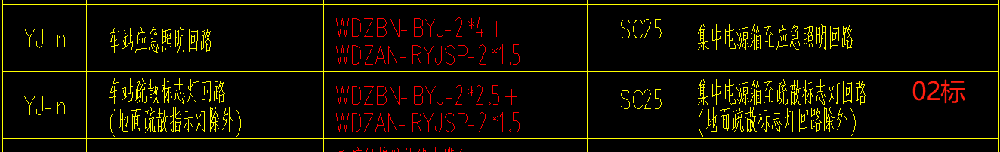 YJ-n
车站应急照明回路
WDZBN-BYJ-2*4+
WDZAN-RYJSP-2*1.5
SC25
集中电源箱至应急照明回路
YJ-n
车站疏散标志灯回路
(地面疏散指示灯除外)
WDZBN-BYJ-2*2.5+
WDZAN-RYJSP-2*1.5
SC25
集中电源箱至疏散标志灯回路
(地面疏散标志灯回路除外)
02标